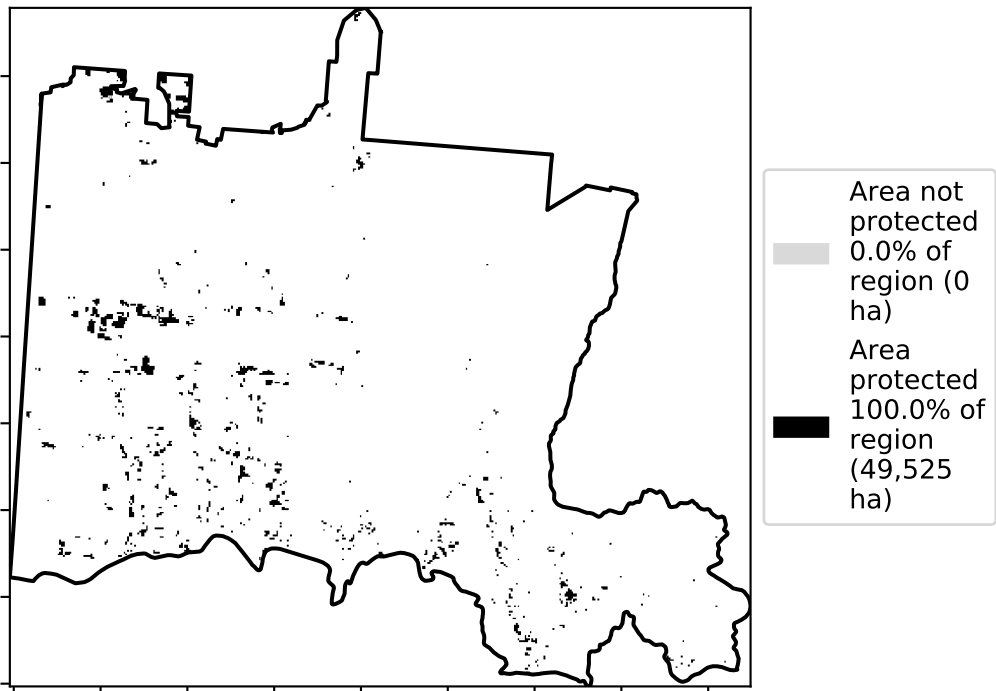 Area not
protected
0.0% of
region (0
ha)
Area
protected
100.0% of
region
(49,525
ha)